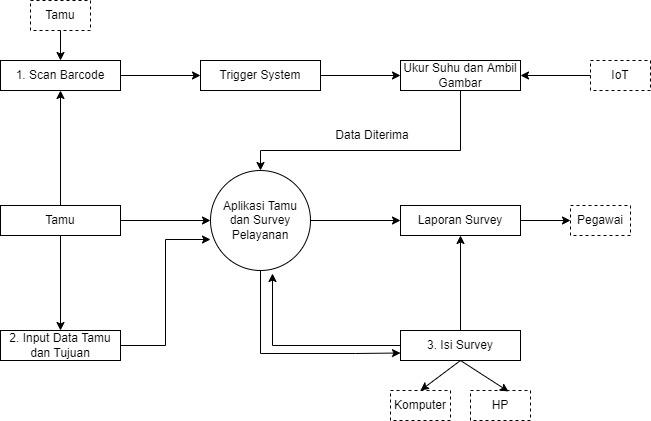 Tamu
1. Scan Barcode
Trigger System
Ukur Suhu dan Ambil
Gambar
IoT
Data Diterima
Tamu
Aplikasi Tamu
dan Survey
Pelayanan
Laporan Survey
Pegawai
2. Input Data Tamu
dan Tujuan
3. Isi Survey
Komputer
HP